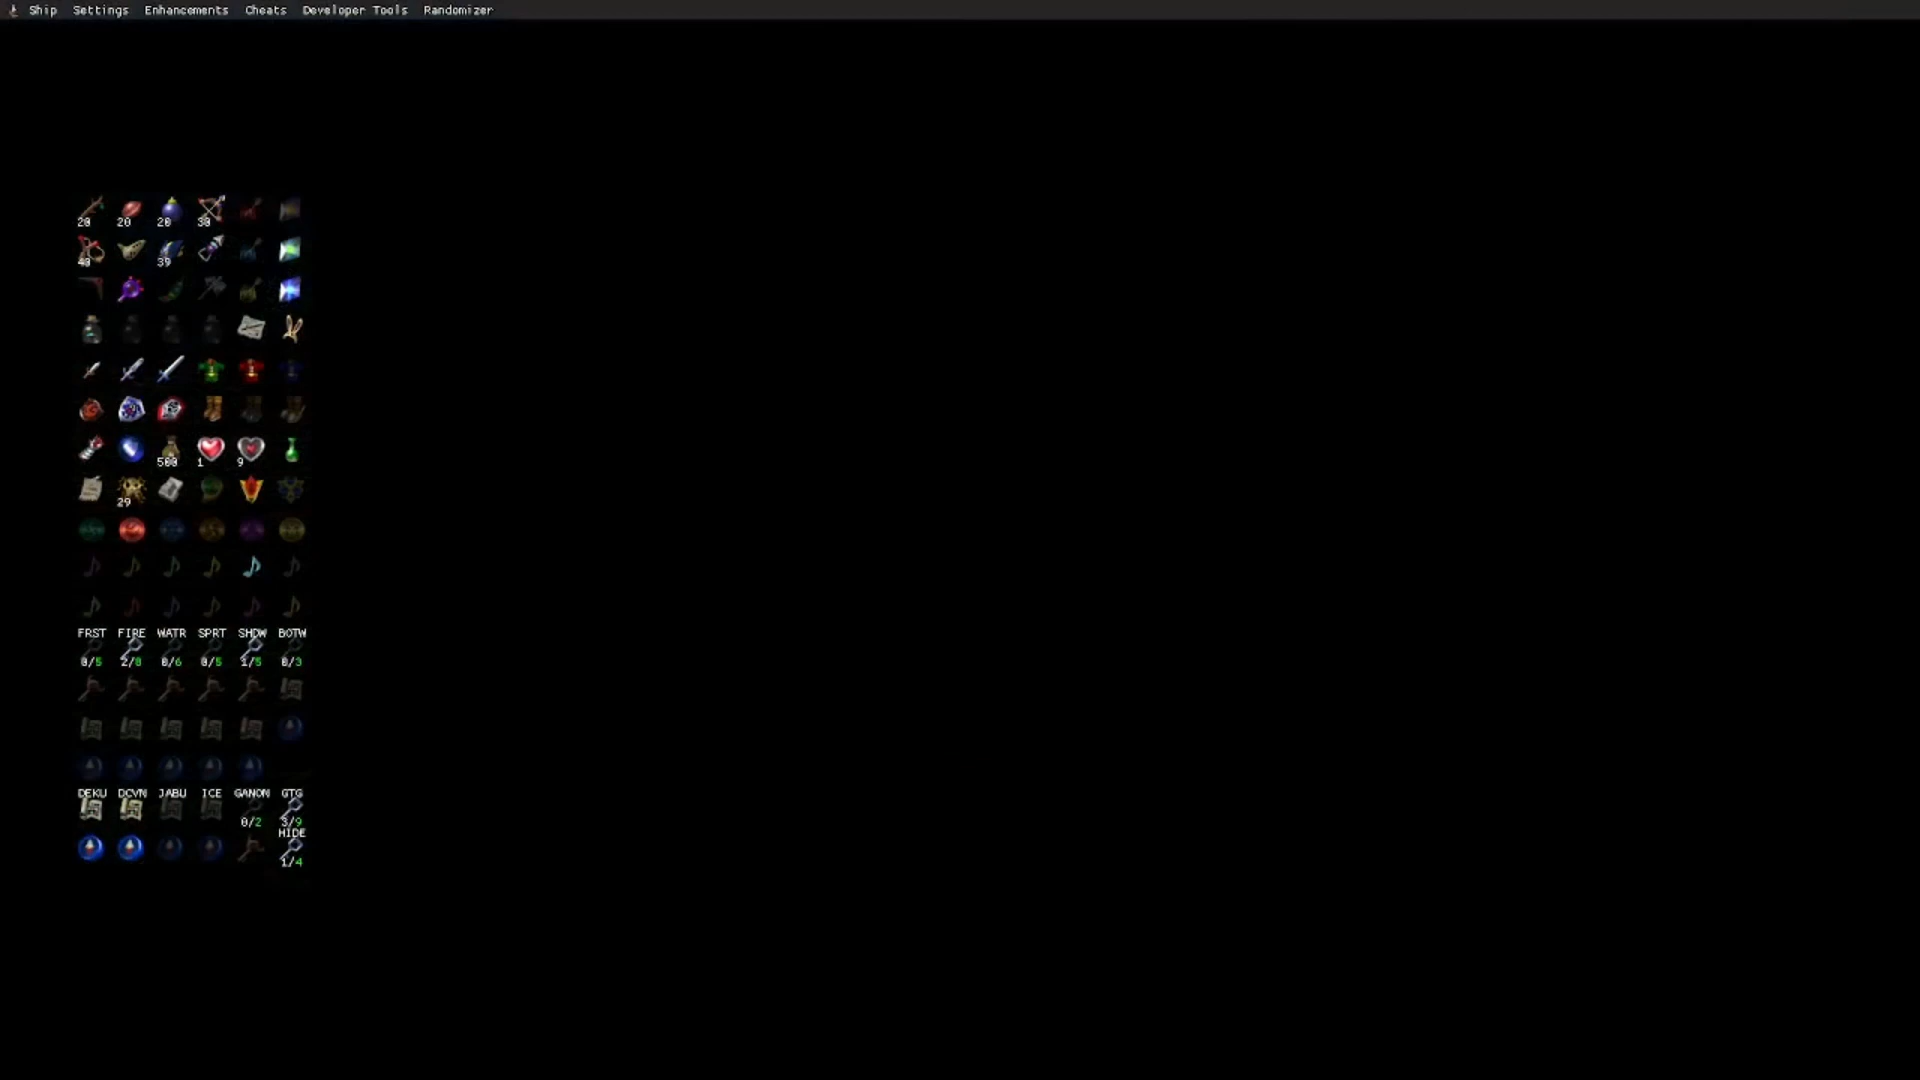 Ship Settings Enhancements Cheats Developer Tools Randomizer
20 20 20 30
40 39
500 1 9
29
FRST FIRE WATR SPRT SHDW BOTW
0/5 2/8 0/6 0/5 1/5 0/3
DEKU DCVN JABU ICE GANON GTG
0/2 3/9
HIDE
1/4